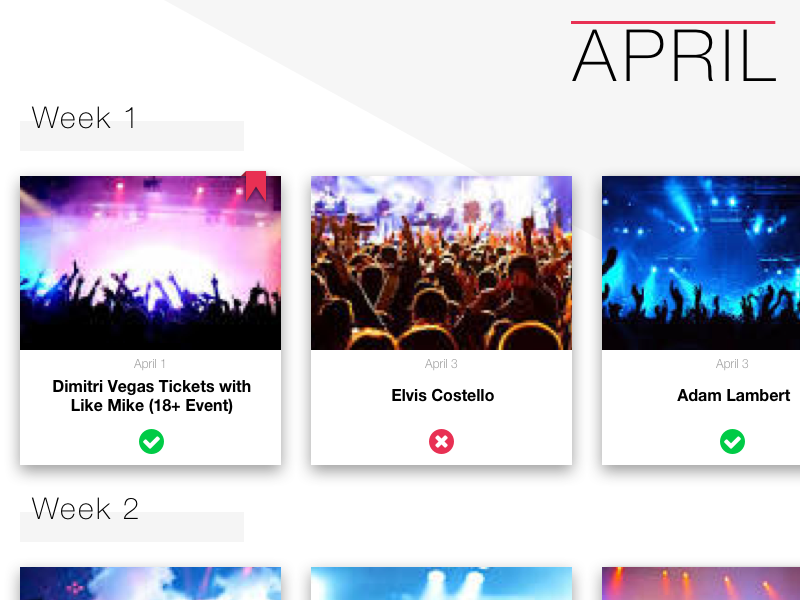 APRIL
Week 1
April 1
Dimitri Vegas Tickets with
Like Mike (18+ Event)
April 3
Elvis Costello
April 3
Adam Lambert
Week 2